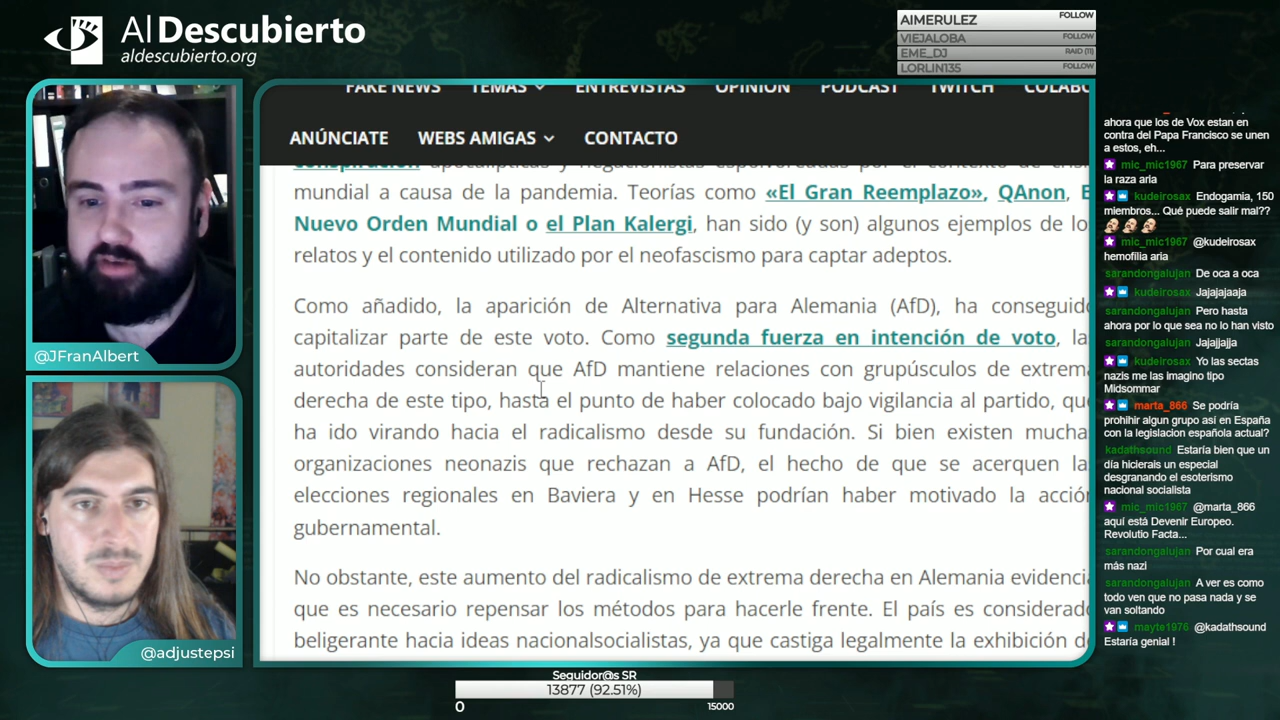 Al Descubierto
aldescubierto.org
AIMERULEZ FOLLOW
VIEJALOBA FOLLOW
EME_DJ RAID (11)
LORLIN135 FOLLOW
FAKE NEWS TEMAS ENTREVISTAS OPINIÓN PODCAST TWITCH COLABO
ANÚNCIATE WEBS AMIGAS CONTACTO
mundial a causa de la pandemia. Teorías como «El Gran Reemplazo», QAnon, E
Nuevo Orden Mundial o el Plan Kalergi, han sido (y son) algunos ejemplos de lo
relatos y el contenido utilizado por el neofascismo para captar adeptos.
Como añadido, la aparición de Alternativa para Alemania (AfD), ha conseguido
capitalizar parte de este voto. Como segunda fuerza en intención de voto, la
autoridades consideran que AfD mantiene relaciones con grupúsculos de extrema
derecha de este tipo, hasta el punto de haber colocado bajo vigilancia al partido, que
ha ido virando hacia el radicalismo desde su fundación. Si bien existen mucha
organizaciones neonazis que rechazan a AfD, el hecho de que se acerquen la
elecciones regionales en Baviera y en Hesse podrían haber motivado la acción
gubernamental.
No obstante, este aumento del radicalismo de extrema derecha en Alemania evidencia
que es necesario repensar los métodos para hacerle frente. El país es considerado
beligerante hacia ideas nacionalsocialistas, ya que castiga legalmente la exhibición de
@JFranAlbert
@adjustepsi
ahora que los de Vox estan en
contra del Papa Francisco se unen
a estos, eh...
mic_mic1967 Para preservar
la raza aria
kudeirosax Endogamia, 150
miembros... Qué puede salir mal??
mic_mic1967 @kudeirosax
hemofilia aria
sarandongalujan De oca a oca
kudeirosax Jajajajaaja
sarandongalujan Pero hasta
ahora por lo que sea no lo han visto
sarandongalujan Jajajjajja
kudeirosax Yo las sectas
nazis me las Imagino tipo
Midsommar
marta_866 Se podría
prohihir algun grupo asi en España
con la legislacion española actual?
kadathsound Estaría bien que un
día hicierais un especial
desgranando el esoterismo
nacional socialista
mic_mic1967 @marta_866
aquí está Devenir Europeo.
Revolutio Facta...
sarandongalujan Por cual era
más nazi
sarandongalujan A ver es como
todo ven que no pasa nada y se
van soltando
mayte1976 @kadathsound
Estaría genial !
Seguidor@s SR
13877 (92.51%)
0 15000